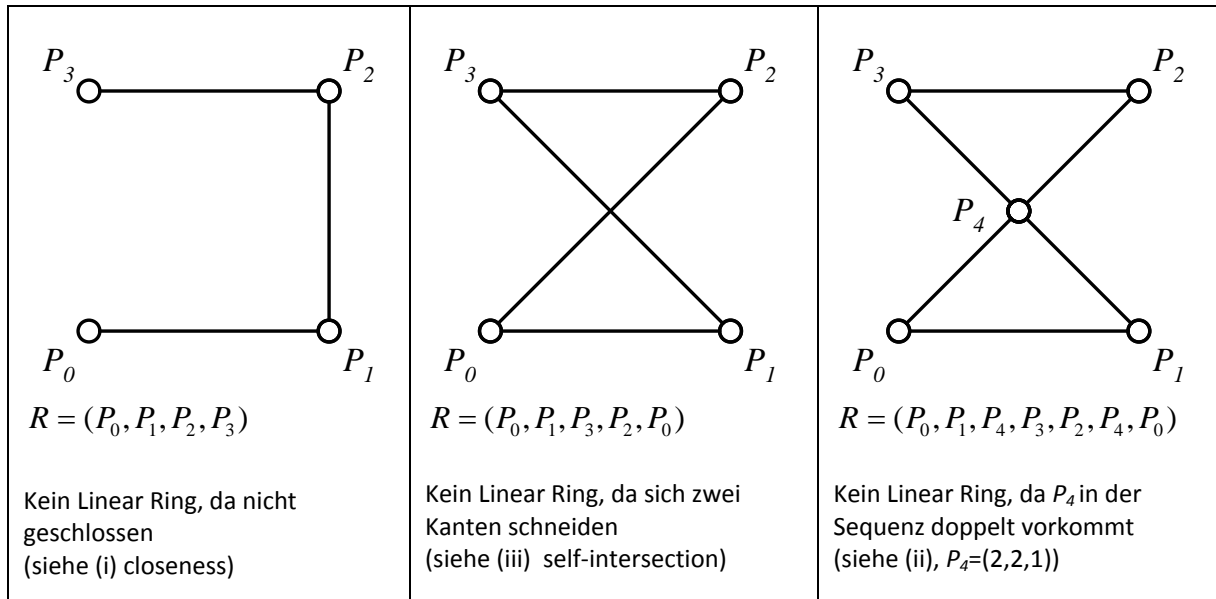 P₃ P₂
P₀ P₁
R = (P₀, P₁, P₂, P₃)
Kein Linear Ring, da nicht
geschlossen
(siehe (i) closeness)
P₃ P₂
P₀ P₁
R = (P₀, P₁, P₃, P₂, P₀)
Kein Linear Ring, da sich zwei
Kanten schneiden
(siehe (iii) self-intersection)
P₃ P₂
P₄
P₀ P₁
R = (P₀, P₁, P₄, P₃, P₂, P₄, P₀)
Kein Linear Ring, da P₄ in der
Sequenz doppelt vorkommt
(siehe (ii), P₄=(2,2,1))